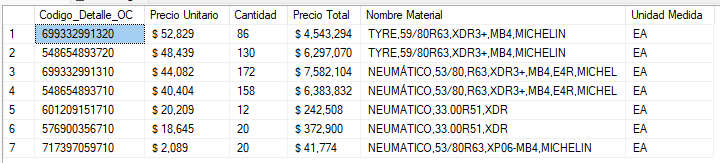 Codigo_Detalle_OC Precio Unitario Cantidad Precio Total Nombre Material Unidad Medida
1 699332991320 $ 52,829 86 $ 4,543,294 TYRE,59/80R63,XDR3+,MB4,MICHELIN EA
2 548654893720 $ 48,439 130 $ 6,297,070 TYRE,59/80R63,XDR3+,MB4,MICHELIN EA
3 699332991310 $ 44,082 172 $ 7,582,104 NEUMÁTICO,53/80,R63,XDR3+,MB4,E4R,MICHEL EA
4 548654893710 $ 40,404 158 $ 6,383,832 NEUMÁTICO,53/80,R63,XDR3+,MB4,E4R,MICHEL EA
5 601209151710 $ 20,209 12 $ 242,508 NEUMATICO,33.00R51,XDR EA
6 576900356710 $ 18,645 20 $ 372,900 NEUMATICO,33.00R51,XDR EA
7 717397059710 $ 2,089 20 $ 41,774 NEUMATICO,53/80R63,XP06-MB4,MICHELIN EA